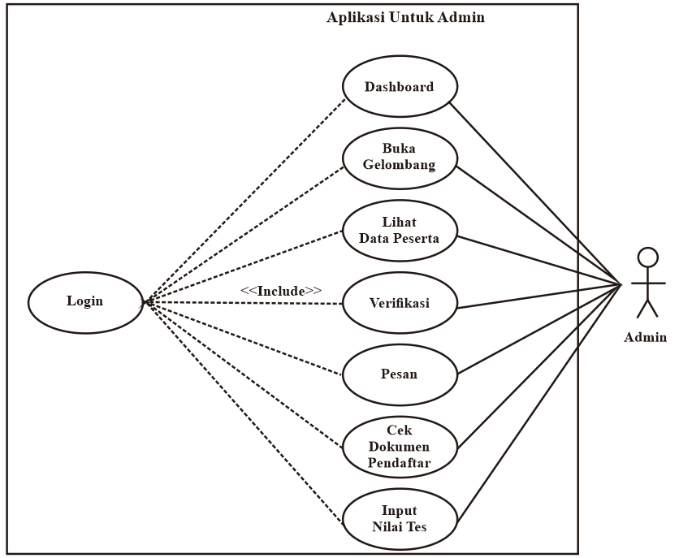 Aplikasi Untuk Admin
Dashboard
Buka
Gelombang
Lihat
Data Peserta
Login
<<Include>>
Verifikasi
Admin
Pesan
Cek
Dokumen
Pendaftar
Input
Nilai Tes